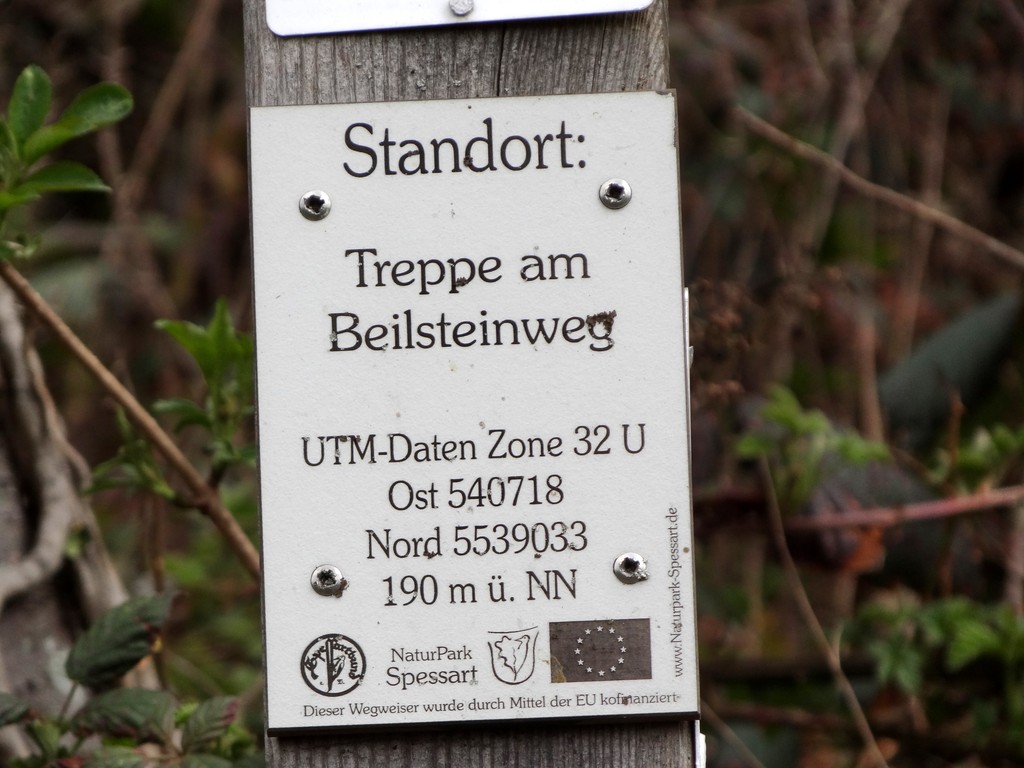 Standort:
Treppe am
Beilsteinweg
UTM-Daten Zone 32 U
Ost 540718
Nord 5539033
190 m ü. NN
NaturPark
Spessart
www.Naturpark-Spessart.de
Dieser Wegweiser wurde durch Mittel der EU kofinanziert